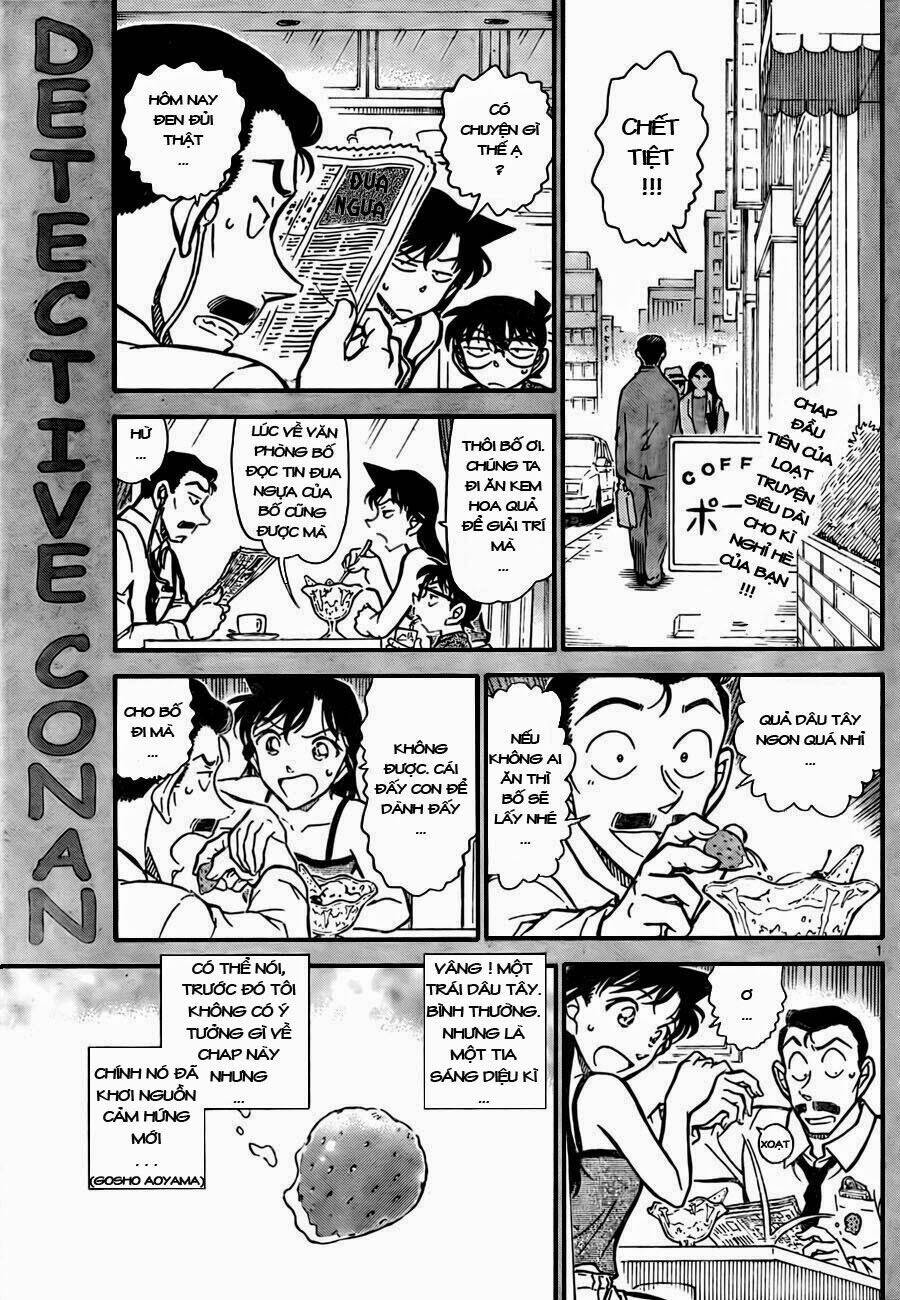 DETECTIVE CONAN
CHẾT
TIỆT
!!!
COFF
ポー
CHAP
ĐẦU
TIÊN CỦA
LOẠT
TRUYỆN
SIÊU DÀI
CHO KÌ
NGHỈ HÈ
CỦA BẠN
!!!
CÓ
CHUYỆN GÌ
THẾ Ạ
?
HÔM NAY
ĐEN ĐỦI
THẬT
...
ĐUA
NGỰA
THÔI BỐ ƠI.
CHÚNG TA
ĐI ĂN KEM
HOA QUẢ
ĐỂ GIẢI TRÍ
MÀ
...
LÚC VỀ VĂN
PHÒNG BỐ
ĐỌC TIN ĐUA
NGỰA CỦA
BỐ CŨNG
ĐƯỢC MÀ
HỪ
...
QUẢ DÂU TÂY
NGON QUÁ NHỈ
...
NẾU
KHÔNG AI
ĂN THÌ
BỐ SẼ
LẤY NHÉ
...
KHÔNG
ĐƯỢC. CÁI
ĐẤY CON ĐỂ
DÀNH ĐẤY
...
CHO BỐ
ĐI MÀ
...
1
Ơ
...
XOẠT
VÂNG ! MỘT
TRÁI DÂU TÂY.
BÌNH THƯỜNG.
NHƯNG LÀ
MỘT TIA
SÁNG DIỆU KÌ
...
CÓ THỂ NÓI,
TRƯỚC ĐÓ TÔI
KHÔNG CÓ Ý
TƯỞNG GÌ VỀ
CHAP NÀY
NHƯNG
...
CHÍNH NÓ ĐÃ
KHƠI NGUỒN
CẢM HỨNG
MỚI
...
(GOSHO AOYAMA)